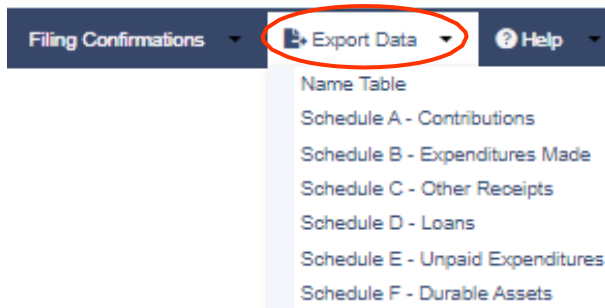 Filing Confirmations Export Data Help
Name Table
Schedule A - Contributions
Schedule B - Expenditures Made
Schedule C - Other Receipts
Schedule D - Loans
Schedule E - Unpaid Expenditures
Schedule F - Durable Assets